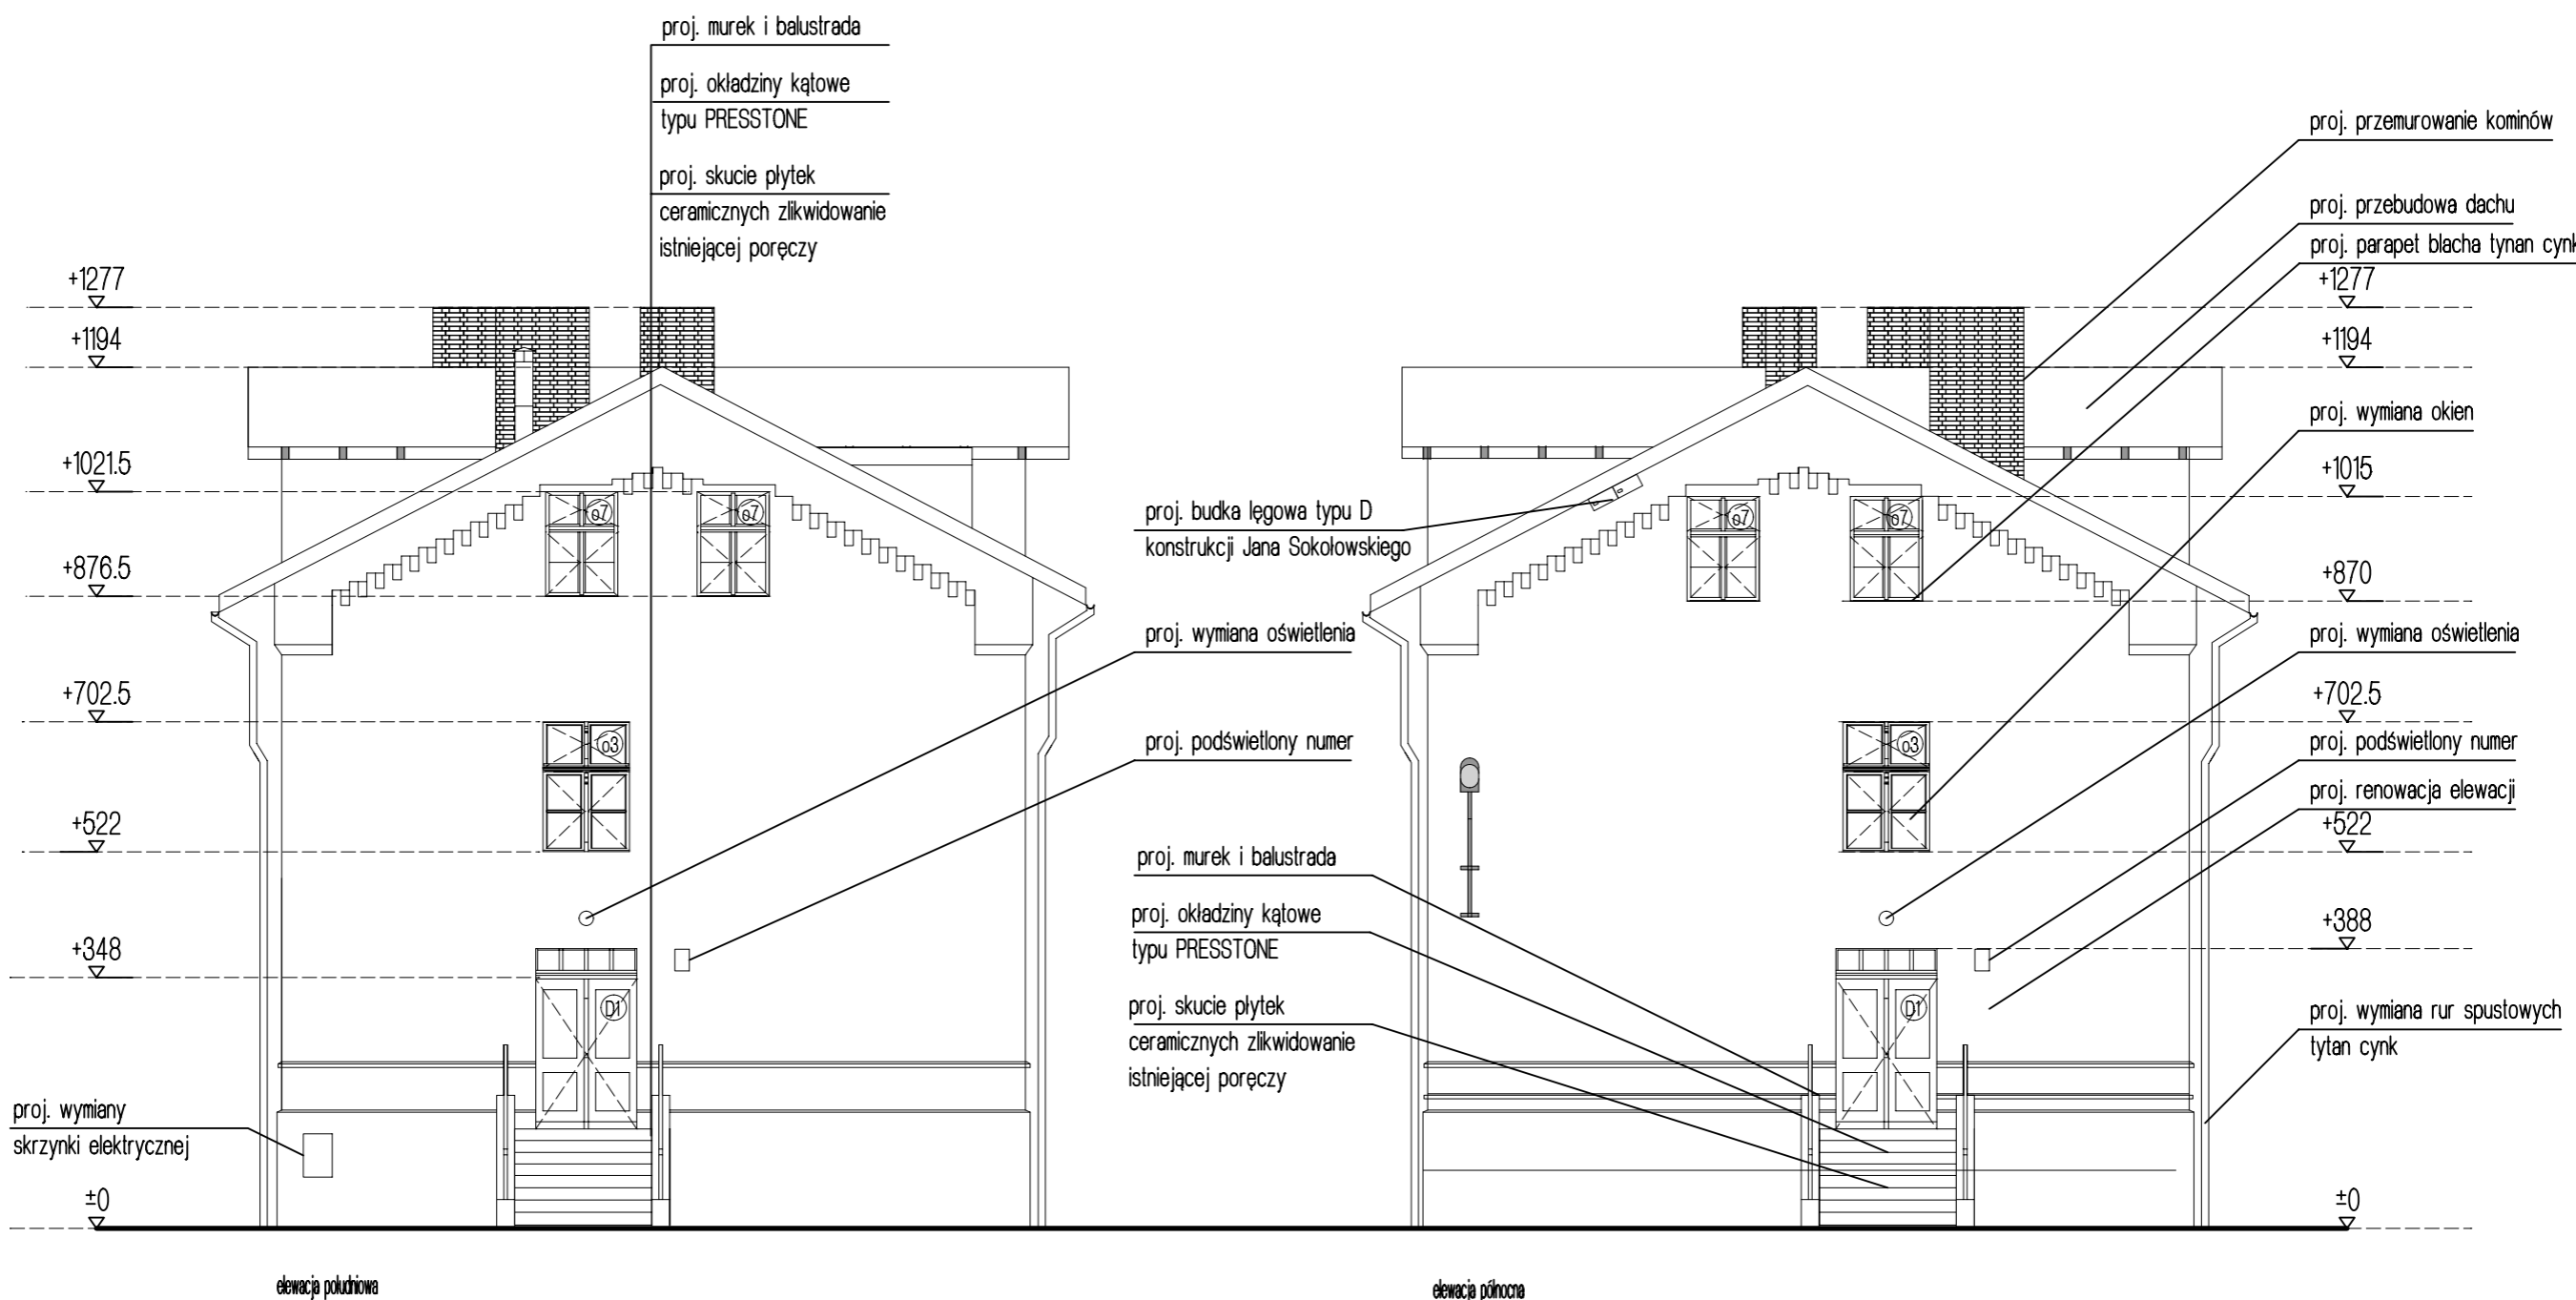 proj. murek i balustrada
proj. okładziny kątowe
typu PRESSTONE
proj. skucie płytek
ceramicznych zlikwidowanie
istniejącej poręczy
+1277
+1194
+1021.5
+876.5
+702.5
+522
+348
±0
o7
o7
o3
D1
proj. wymiany
skrzynki elektrycznej
proj. wymiana oświetlenia
proj. podświetlony numer
elewacja południowa
proj. budka lęgowa typu D
konstrukcji Jana Sokołowskiego
proj. murek i balustrada
proj. okładziny kątowe
typu PRESSTONE
proj. skucie płytek
ceramicznych zlikwidowanie
istniejącej poręczy
o7
o7
o3
D1
proj. przemurowanie kominów
proj. przebudowa dachu
proj. parapet blacha tynan cynk
+1277
+1194
proj. wymiana okien
+1015
+870
proj. wymiana oświetlenia
+702.5
proj. podświetlony numer
proj. renowacja elewacji
+522
+388
proj. wymiana rur spustowych
tytan cynk
±0
elewacja północna